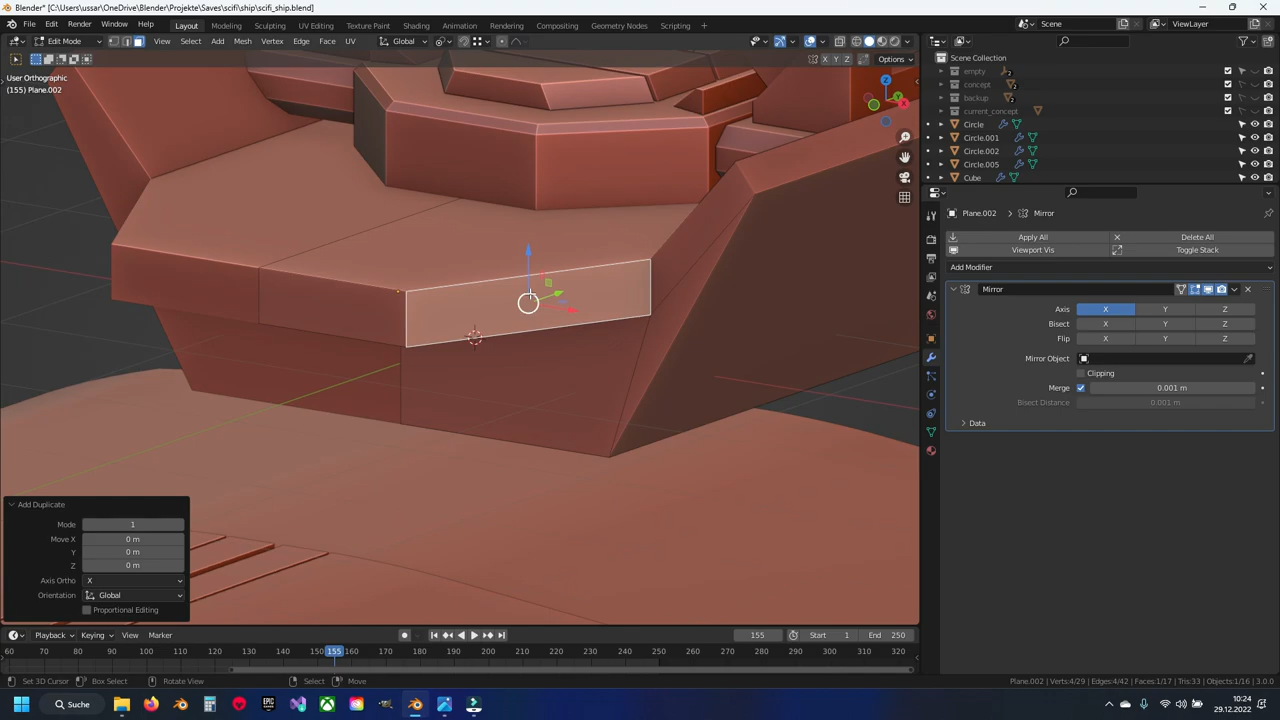 Blender* [C:\Users\ussar\OneDrive\Blender\Projekte\Saves\scifi\ship\scifi_ship.blend]
File Edit Render Window Help Layout Modeling Sculpting UV Editing Texture Paint Shading Animation Rendering Compositing Geometry Nodes Scripting + Scene ViewLayer
Edit Mode View Select Add Mesh Vertex Edge Face UV Global
X Y Z Options
User Orthographic
(155) Plane.002
Z
Y
X
Scene Collection
empty 2
concept 2
backup 2
current_concept
Circle
Circle.001
Circle.002
Circle.005
Cube
Plane.002 > Mirror
Apply All Delete All
Viewport Vis Toggle Stack
Add Modifier
Mirror
Axis X Y Z
Bisect X Y Z
Flip X Y Z
Mirror Object
Clipping
Merge 0.001 m
Bisect Distance 0.001 m
Data
Add Duplicate
Mode 1
Move X 0 m
Y 0 m
Z 0 m
Axis Ortho X
Orientation Global
Proportional Editing
Playback Keying View Marker 155 Start 1 End 250
60 70 80 90 100 110 120 130 140 150 155 160 170 180 190 200 210 220 230 240 250 260 270 280 290 300 310 320
Set 3D Cursor Box Select Rotate View Select Move Plane.002 | Verts:4/29 | Edges:4/42 | Faces:1/17 | Tris:33 | Objects:1/16 | 3.0.0
Suche
EPIC
10:24
29.12.2022